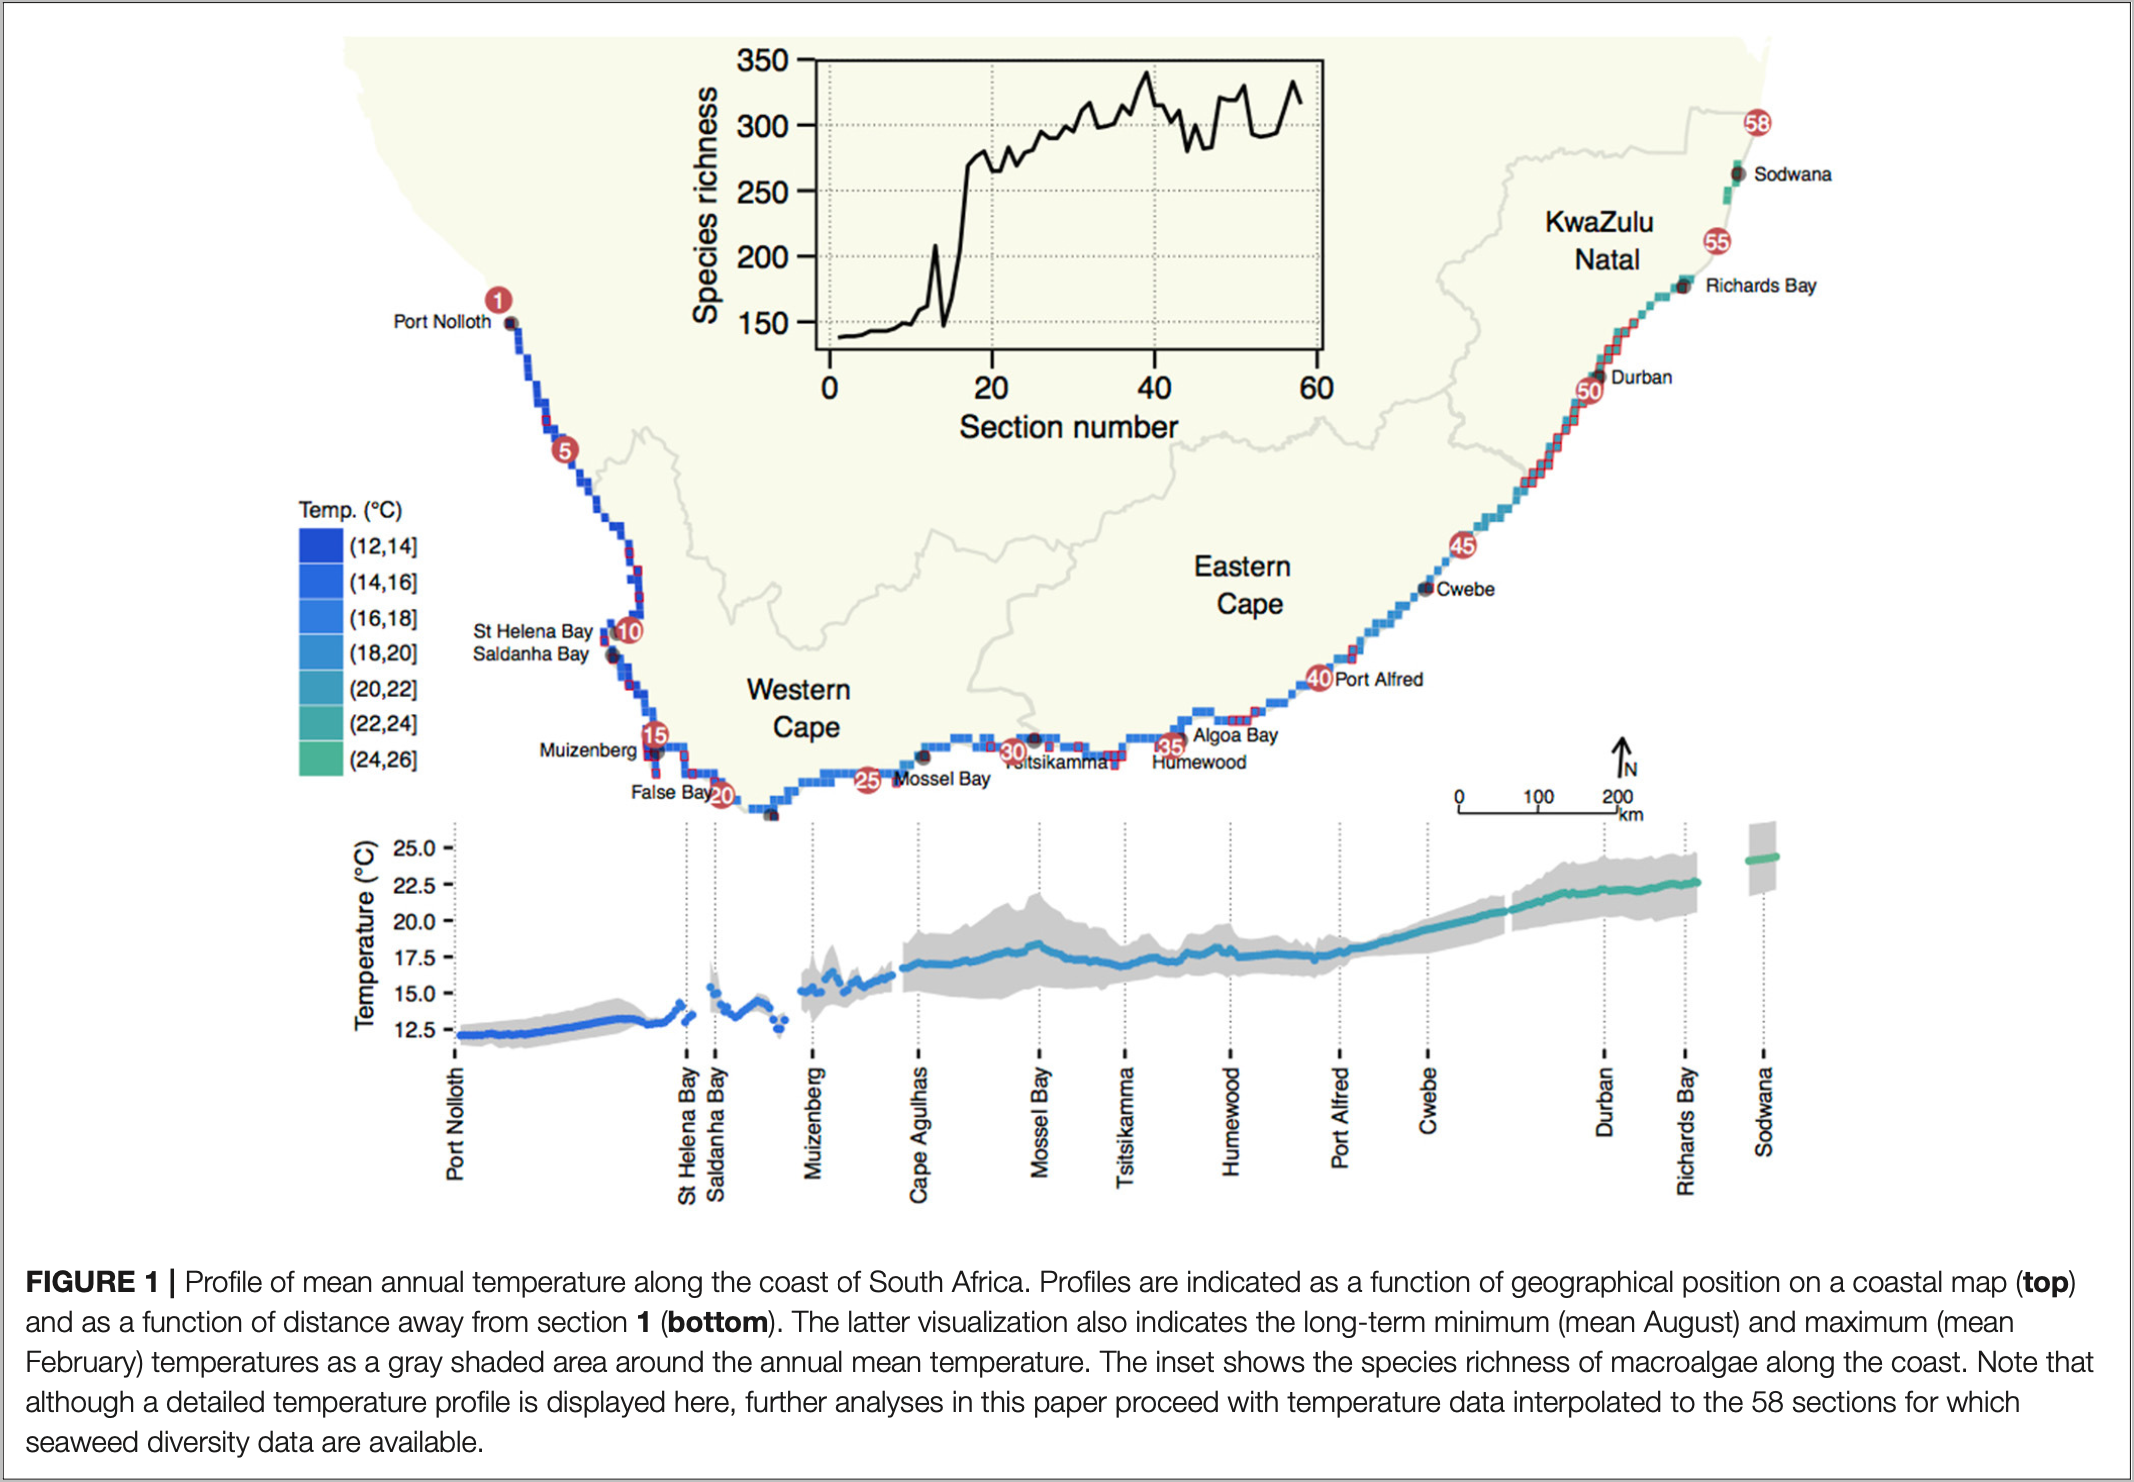 350
300
250
200
150
Species richness
0 20 40 60
Section number
58
Sodwana
KwaZulu
Natal
55
Richards Bay
1
Port Nolloth
50
Durban
5
Temp. (°C)
(12,14]
(14,16]
(16,18]
(18,20]
(20,22]
(22,24]
(24,26]
45
Eastern
Cape
Cwebe
St Helena Bay
10
Saldanha Bay
Western
Cape
40
Port Alfred
15
Muizenberg
30
Tsitsikamma
35
Algoa Bay
Humewood
25
Mossel Bay
False Bay
20
N
0 100 200
km
Temperature (°C)
25.0
22.5
20.0
17.5
15.0
12.5
Port Nolloth
St Helena Bay
Saldanha Bay
Muizenberg
Cape Agulhas
Mossel Bay
Tsitsikamma
Humewood
Port Alfred
Cwebe
Durban
Richards Bay
Sodwana
FIGURE 1 | Profile of mean annual temperature along the coast of South Africa. Profiles are indicated as a function of geographical position on a coastal map (top)
and as a function of distance away from section 1 (bottom). The latter visualization also indicates the long-term minimum (mean August) and maximum (mean
February) temperatures as a gray shaded area around the annual mean temperature. The inset shows the species richness of macroalgae along the coast. Note that
although a detailed temperature profile is displayed here, further analyses in this paper proceed with temperature data interpolated to the 58 sections for which
seaweed diversity data are available.